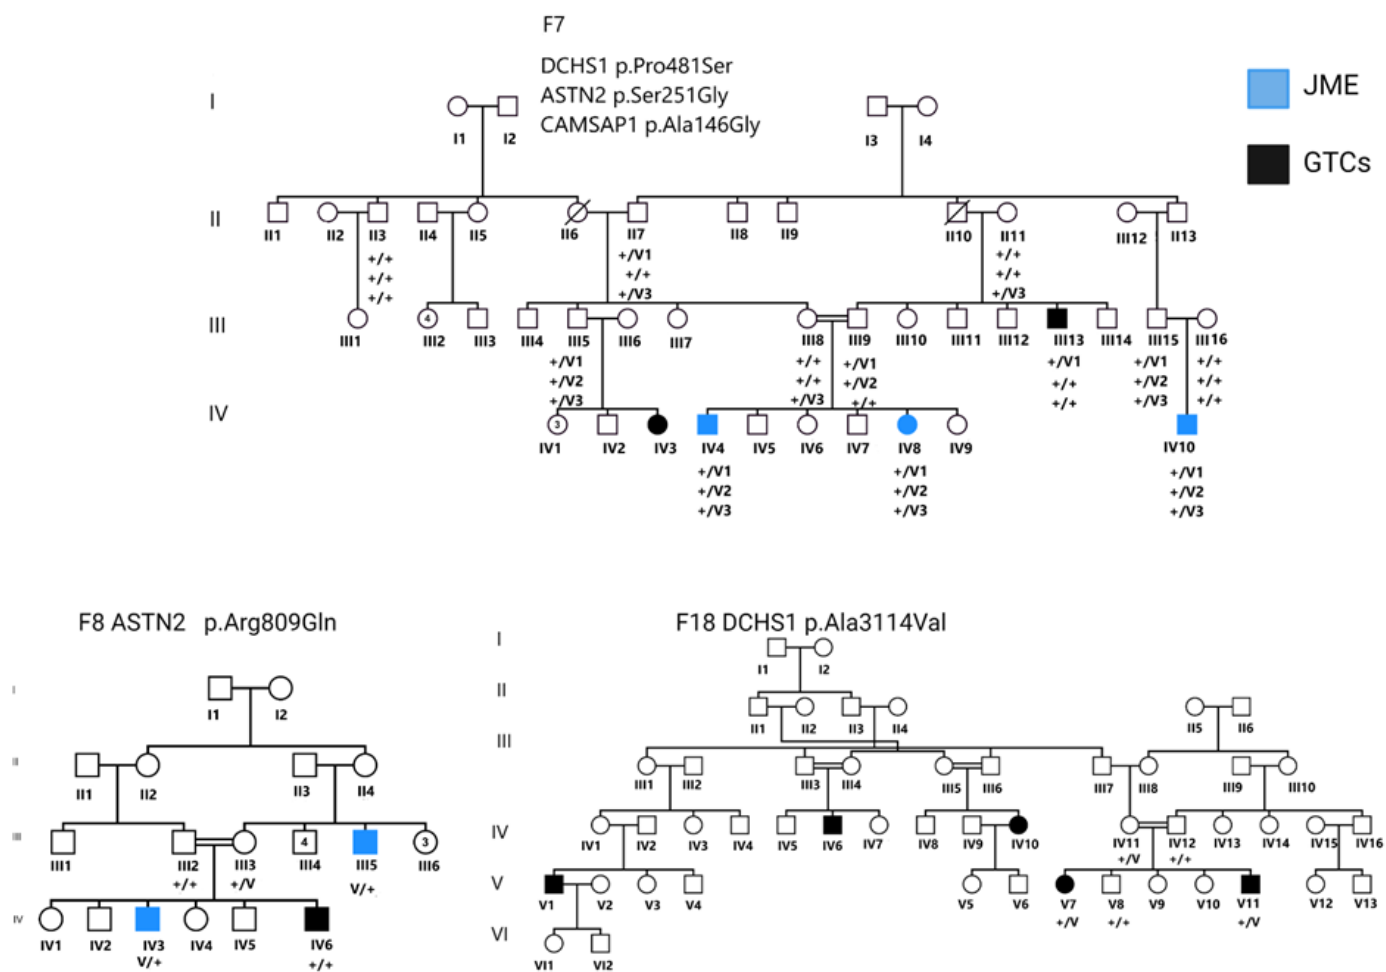 F7
DCHS1 p.Pro481Ser
ASTN2 p.Ser251Gly
CAMSAP1 p.Ala146Gly
JME
GTCs
I
I1 I2 I3 I4
II
II1 II2 II3 II4 II5 II6 II7 II8 II9 II10 II11 III12 II13
+/+ +/V1 +/+
+/+ +/+ +/+
+/+ +/V3 +/V3
III
4
III1 III2 III3 III4 III5 III6 III7 III8 III9 III10 III11 III12 III13 III14 III15 III16
+/V1 +/+ +/V1 +/V1 +/V1 +/+
+/V2 +/+ +/V2 +/+ +/V2 +/+
+/V3 +/V3 +/+ +/+ +/V3 +/+
IV
3
IV1 IV2 IV3 IV4 IV5 IV6 IV7 IV8 IV9 IV10
+/V1 +/V1 +/V1
+/V2 +/V2 +/V2
+/V3 +/V3 +/V3
F8 ASTN2 p.Arg809Gln
I
I1 I2
II
II1 II2 II3 II4
III
4 3
III1 III2 III3 III4 III5 III6
+/+ +/V V/+
IV
IV1 IV2 IV3 IV4 IV5 IV6
V/+ +/+
F18 DCHS1 p.Ala3114Val
I
I1 I2
II
II1 II2 II3 II4 II5 II6
III
III1 III2 III3 III4 III5 III6 III7 III8 III9 III10
IV
IV1 IV2 IV3 IV4 IV5 IV6 IV7 IV8 IV9 IV10 IV11 IV12 IV13 IV14 IV15 IV16
+/V +/+
V
V1 V2 V3 V4 V5 V6 V7 V8 V9 V10 V11 V12 V13
+/V +/+ +/V
VI
VI1 VI2